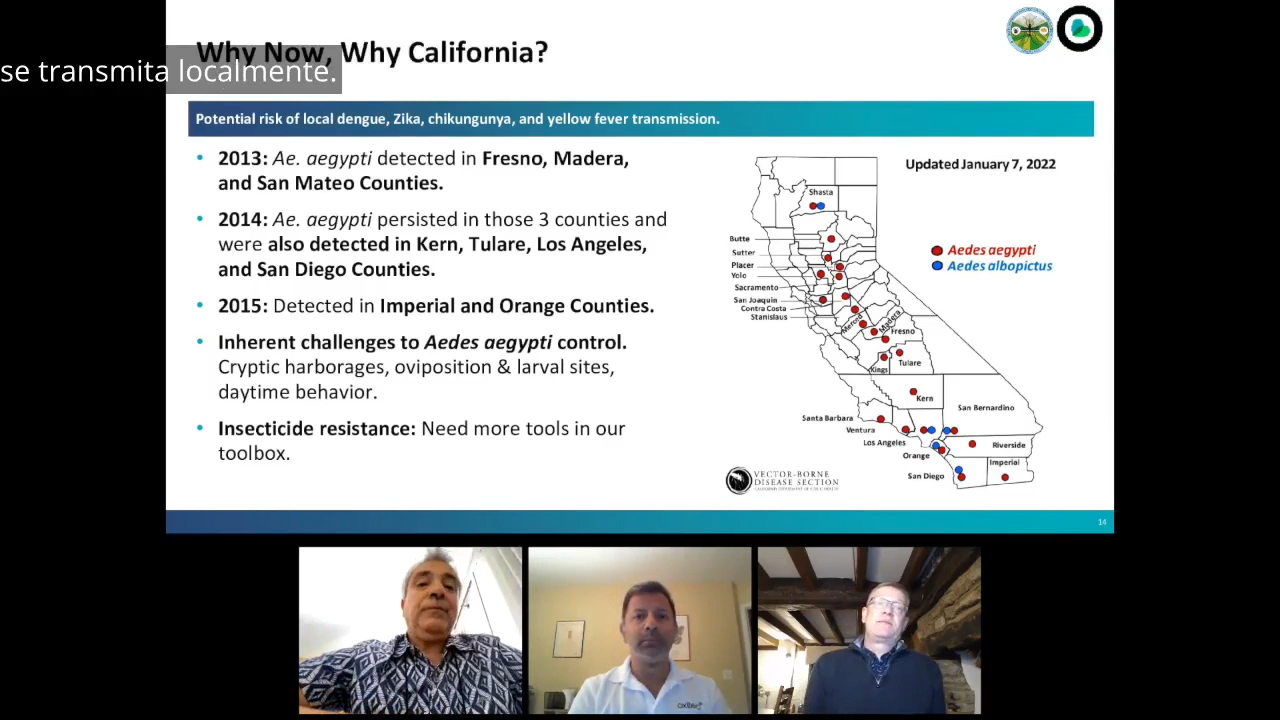 Why Now, Why California?
se transmita localmente.
Potential risk of local dengue, Zika, chikungunya, and yellow fever transmission.
• 2013: Ae. aegypti detected in Fresno, Madera,
and San Mateo Counties.
• 2014: Ae. aegypti persisted in those 3 counties and
were also detected in Kern, Tulare, Los Angeles,
and San Diego Counties.
• 2015: Detected in Imperial and Orange Counties.
• Inherent challenges to Aedes aegypti control.
Cryptic harborages, oviposition & larval sites,
daytime behavior.
• Insecticide resistance: Need more tools in our
toolbox.
Updated January 7, 2022
Aedes aegypti
Aedes albopictus
Shasta
Butte
Sutter
Placer
Yolo
Sacramento
San Joaquin
Contra Costa
Stanislaus
Merced
Madera
Fresno
Kings
Tulare
Kern
San Bernardino
Santa Barbara
Ventura
Los Angeles
Orange
Riverside
Imperial
San Diego
VECTOR-BORNE
DISEASE SECTION
14